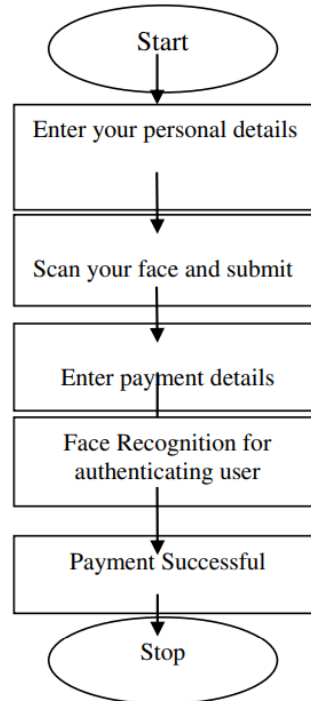 Start
Enter your personal details
Scan your face and submit
Enter payment details
Face Recognition for
authenticating user
Payment Successful
Stop